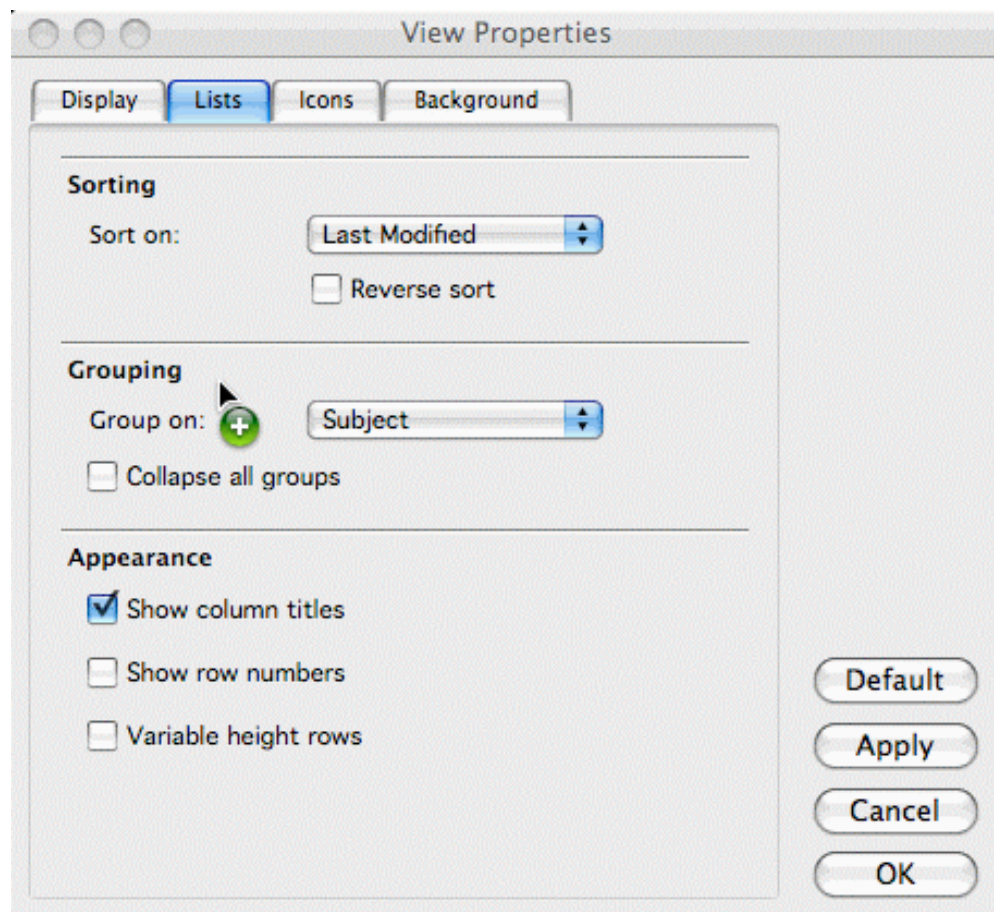 View Properties
Display Lists Icons Background
Sorting
Sort on: Last Modified
Reverse sort
Grouping
Group on: Subject
Collapse all groups
Appearance
Show column titles
Show row numbers
Variable height rows
Default
Apply
Cancel
OK